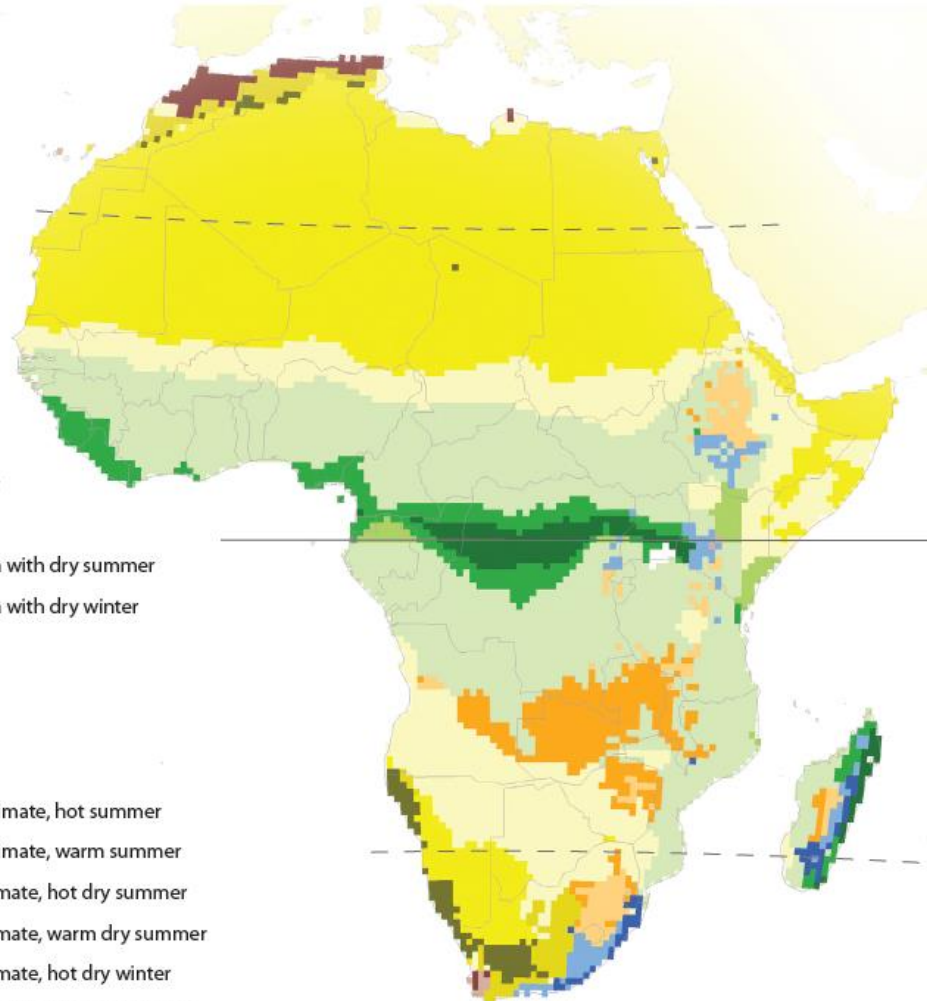 with dry summer
with dry winter
mate, hot summer
mate, warm summer
mate, hot dry summer
mate, warm dry summer
mate, hot dry winter